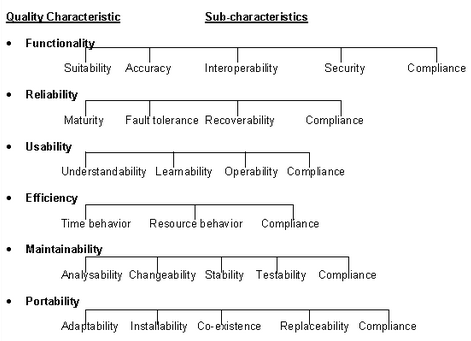 Quality Characteristic Sub-characteristics
• Functionality
Suitability Accuracy Interoperability Security Compliance
• Reliability
Maturity Fault tolerance Recoverability Compliance
• Usability
Understandability Learnability Operability Compliance
• Efficiency
Time behavior Resource behavior Compliance
• Maintainability
Analysability Changeability Stability Testability Compliance
• Portability
Adaptability Installability Co-existence Replaceability Compliance